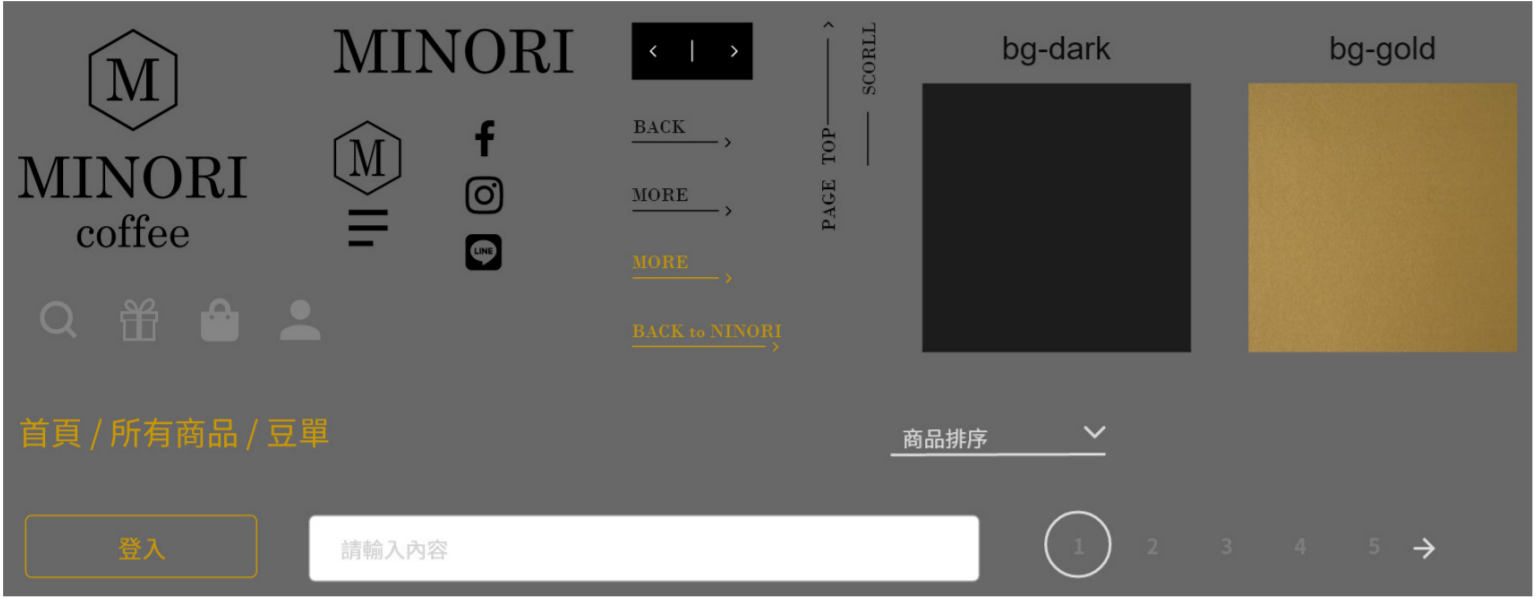 M
MINORI
coffee
MINORI
M
LINE
BACK
MORE
MORE
BACK to NINORI
PAGE TOP
SCORLL
bg-dark
bg-gold
首頁 / 所有商品 / 豆單
商品排序
登入
請輸入內容
1 2 3 4 5